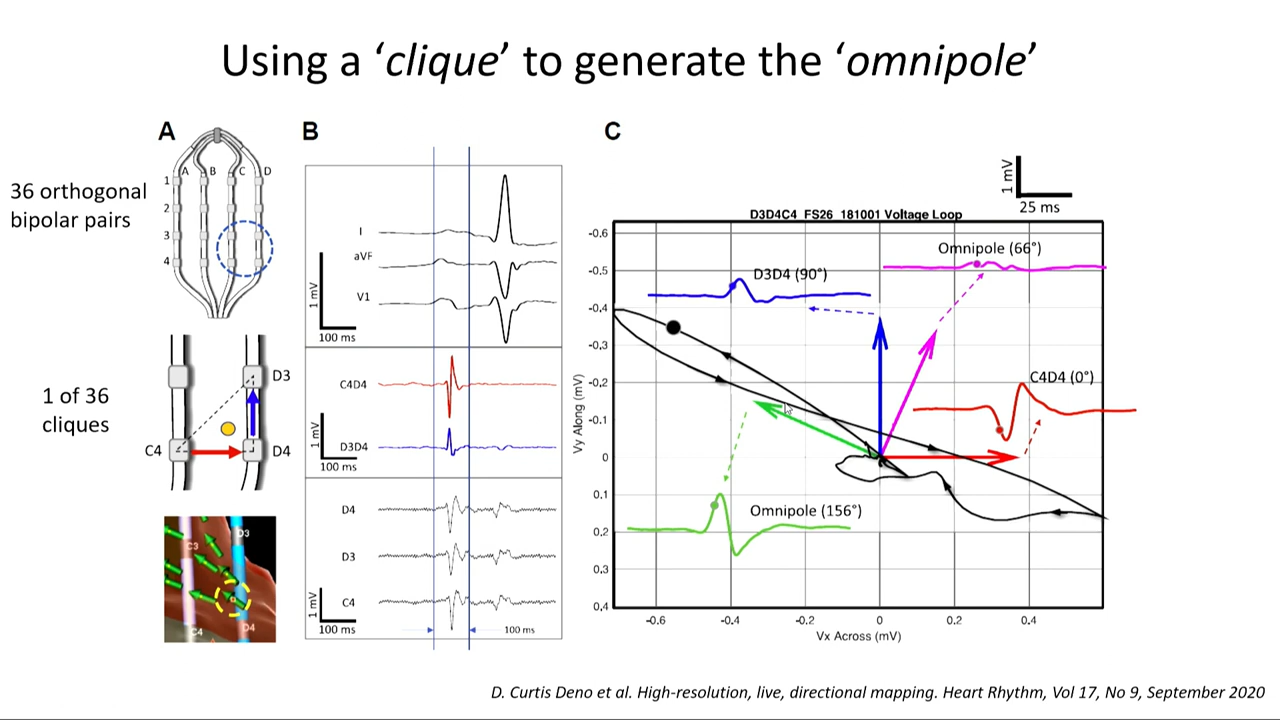 Using a ‘clique’ to generate the ‘omnipole’
A
B
C
36 orthogonal
bipolar pairs
A B C D
1
2
3
4
1 of 36
cliques
D3
C4
D4
D3
C3
C4
D4
I
aVF
V1
1 mV
100 ms
C4D4
D3D4
1 mV
100 ms
D4
D3
C4
1 mV
100 ms
100 ms
1 mV
25 ms
D3D4C4 FS26 181001 Voltage Loop
Omnipole (66°)
D3D4 (90°)
C4D4 (0°)
Omnipole (156°)
Vy Along (mV)
-0.6
-0.5
-0.4
-0.3
-0.2
-0.1
0
0.1
0.2
0.3
0,4
-0.6 -0.4 -0.2 0 0.2 0.4
Vx Across (mV)
D. Curtis Deno et al. High-resolution, live, directional mapping. Heart Rhythm, Vol 17, No 9, September 2020